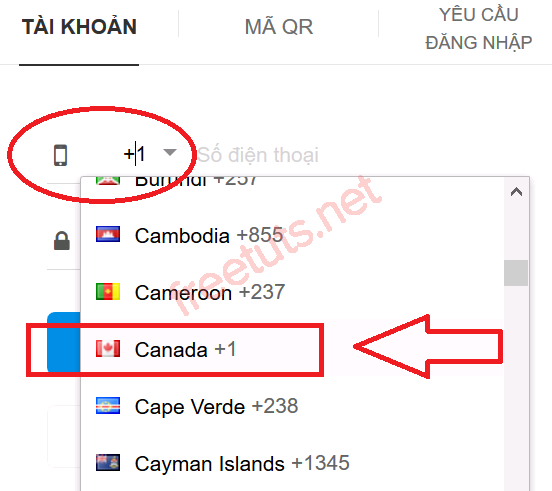 TÀI KHOẢN
MÃ QR
YÊU CẦU
ĐĂNG NHẬP
+1
Số điện thoại
Burundi +257
Cambodia +855
Cameroon +237
Canada +1
Cape Verde +238
Cayman Islands +1345
freetuts.net